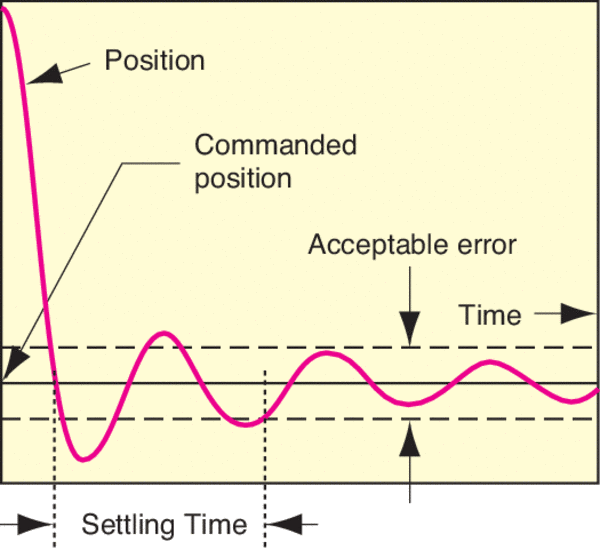 Position
Commanded
position
Acceptable error
Time
Settling Time